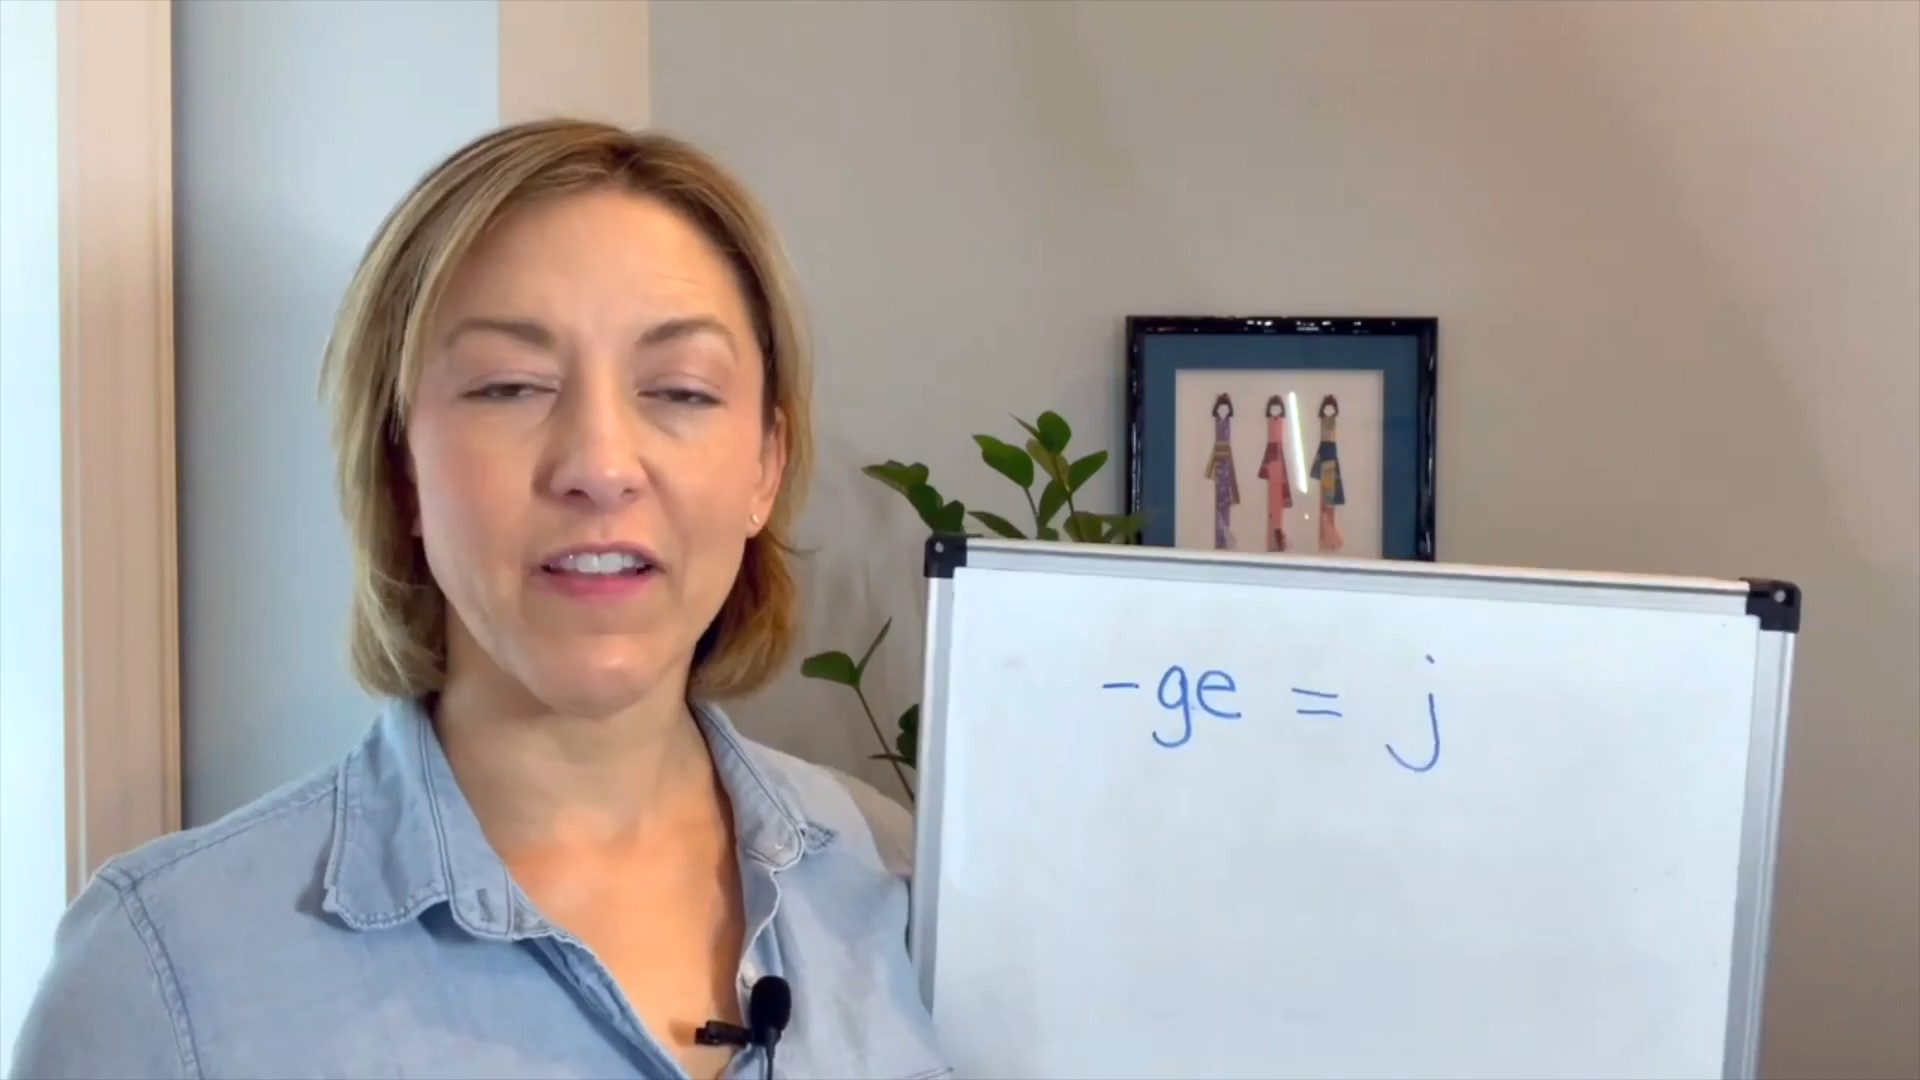 -ge = j